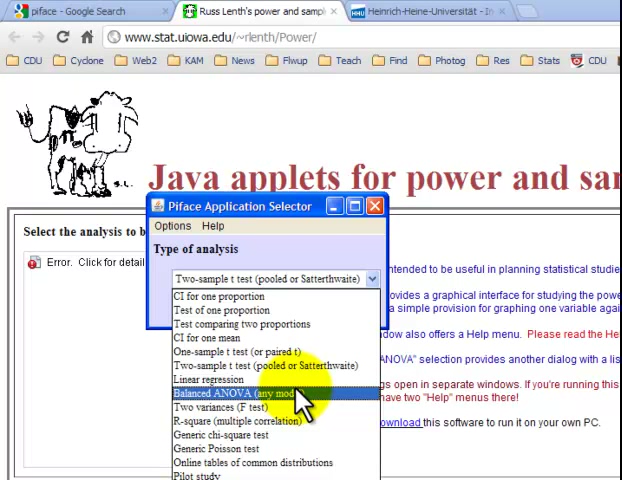 piface - Google Search
Russ Lenth's power and sampl
Heinrich-Heine-Universität - In
www.stat.uiowa.edu/~rlenth/Power/
CDU Cyclone Web2 KAM News Flwup Teach Find Photog Res Stats CDU
S.L.
Java applets for power and sa
Piface Application Selector
Options Help
Select the analysis to b
Type of analysis
Error. Click for detail
Two-sample t test (pooled or Satterthwaite)
ntended to be useful in planning statistical studie
CI for one proportion
ovides a graphical interface for studying the powe
Test of one proportion
a simple provision for graphing one variable agai
Test comparing two proportions
CI for one mean
ndow also offers a Help menu. Please read the He
One-sample t test (or paired t)
ANOVA" selection provides another dialog with a lis
Two-sample t test (pooled or Satterthwaite)
Linear regression
gs open in separate windows. If you're running this
Balanced ANOVA (any mod
have two "Help" menus there!
Two variances (F test)
R-square (multiple correlation)
ownload this software to run it on your own PC.
Generic chi-square test
Generic Poisson test
Online tables of common distributions
Pilot study